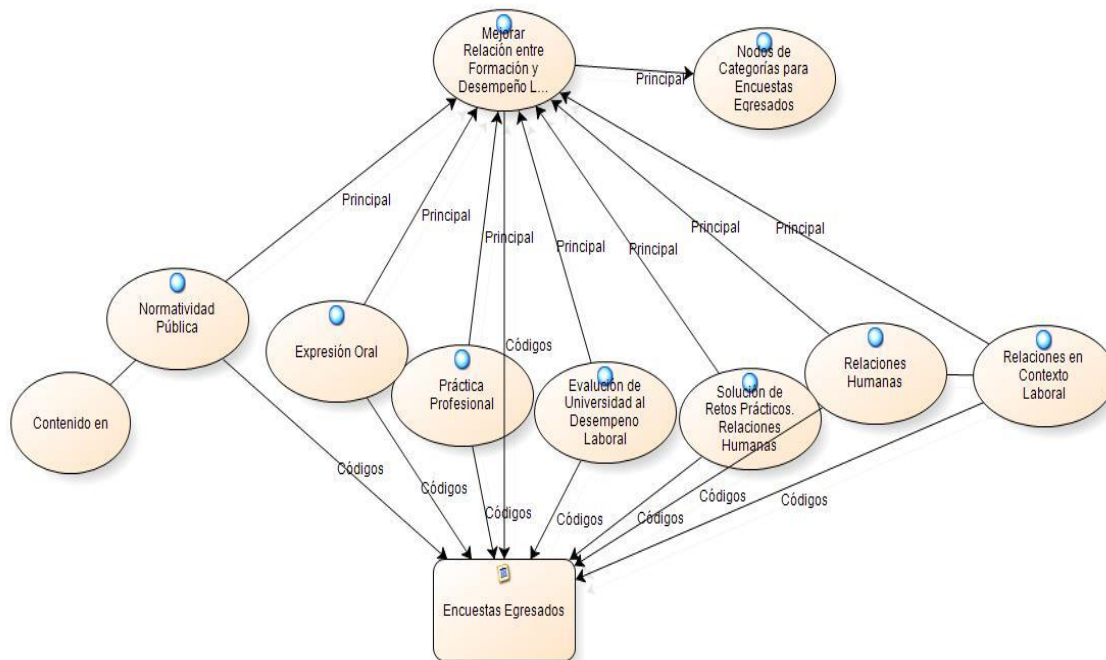 Mejorar
Relación entre
Formación y
Desempeño L...
Nodos de
Categorías para
Encuestas
Egresados
Principal
Principal
Principal
Principal
Principal
Principal
Principal
Principal
Normatividad
Pública
Expresión Oral
Práctica
Profesional
Evalución de
Universidad al
Desempeno
Laboral
Solución de
Retos Prácticos.
Relaciones
Humanas
Relaciones
Humanas
Relaciones en
Contexto
Laboral
Contenido en
Códigos
Códigos
Códigos
Códigos
Códigos
Códigos
Códigos
Códigos
Encuestas Egresados